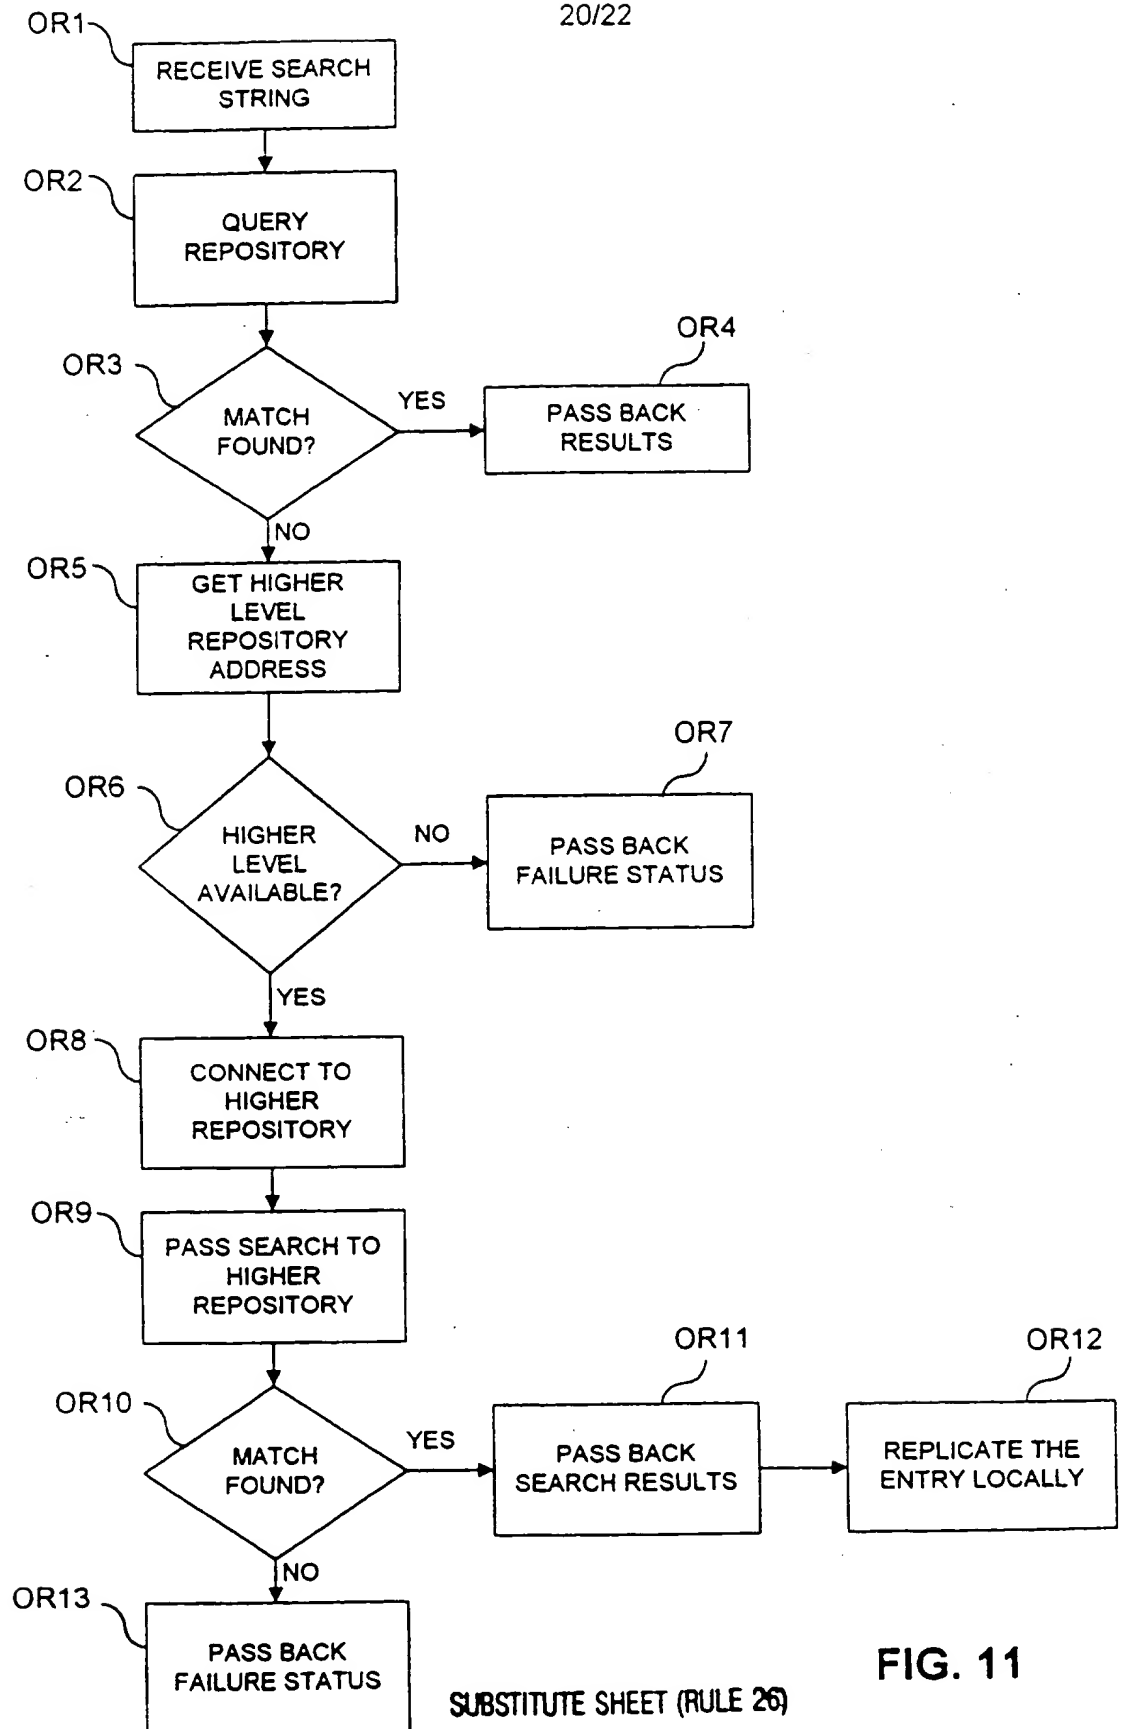 20/22
OR1
RECEIVE SEARCH
STRING
OR2
QUERY
REPOSITORY
OR3
MATCH
FOUND?
YES
OR4
PASS BACK
RESULTS
NO
OR5
GET HIGHER
LEVEL
REPOSITORY
ADDRESS
OR6
HIGHER
LEVEL
AVAILABLE?
NO
OR7
PASS BACK
FAILURE STATUS
YES
OR8
CONNECT TO
HIGHER
REPOSITORY
OR9
PASS SEARCH TO
HIGHER
REPOSITORY
OR10
MATCH
FOUND?
YES
OR11
PASS BACK
SEARCH RESULTS
OR12
REPLICATE THE
ENTRY LOCALLY
NO
OR13
PASS BACK
FAILURE STATUS
FIG. 11
SUBSTITUTE SHEET (RULE 26)